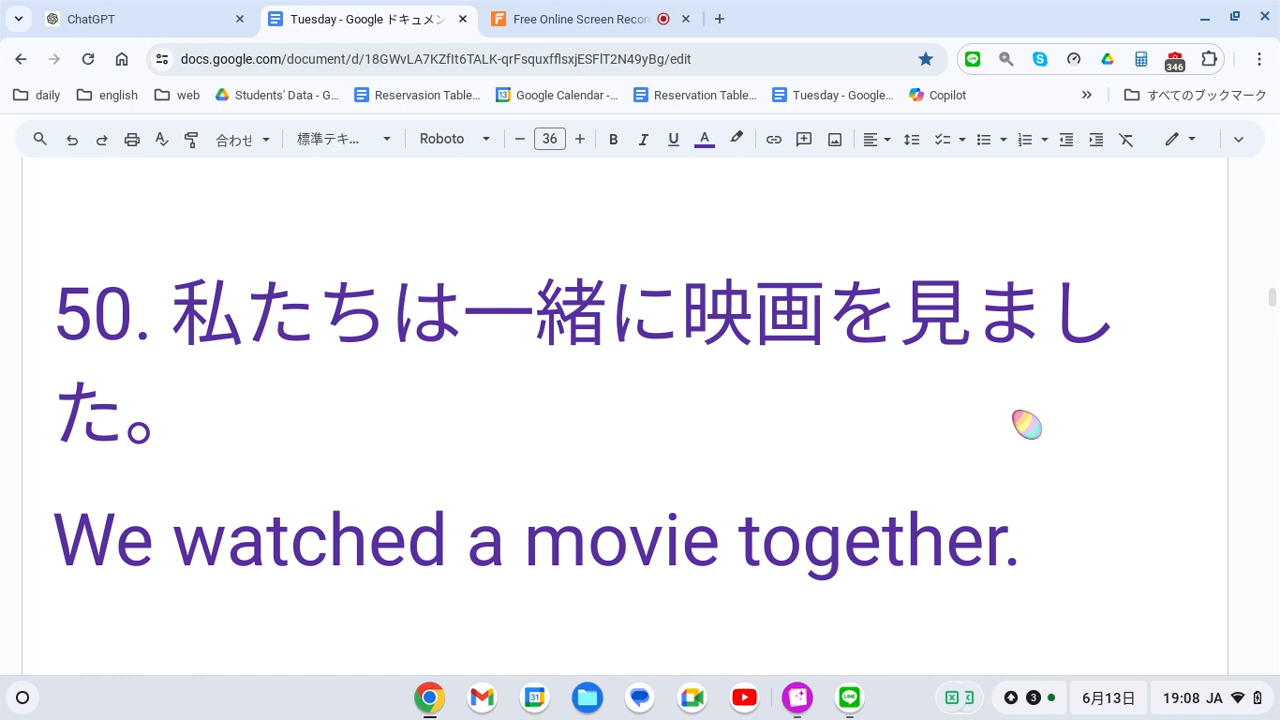 ChatGPT
Tuesday - Google ドキュメン
Free Online Screen Recor
docs.google.com/document/d/18GWv1A7KZfIt6TALK-qrFsquxfflsxjESFlT2N49yBg/edit
346
daily
english
web
Students' Data - G...
Reservasion Table...
Google Calendar -...
Reservation Table...
Tuesday - Google...
Copilot
すべてのブックマーク
合わせ
標準テキ...
Roboto
36
50. 私たちは一緒に映画を見まし
た。
We watched a movie together.
31
3
6月13日
19:08 JA